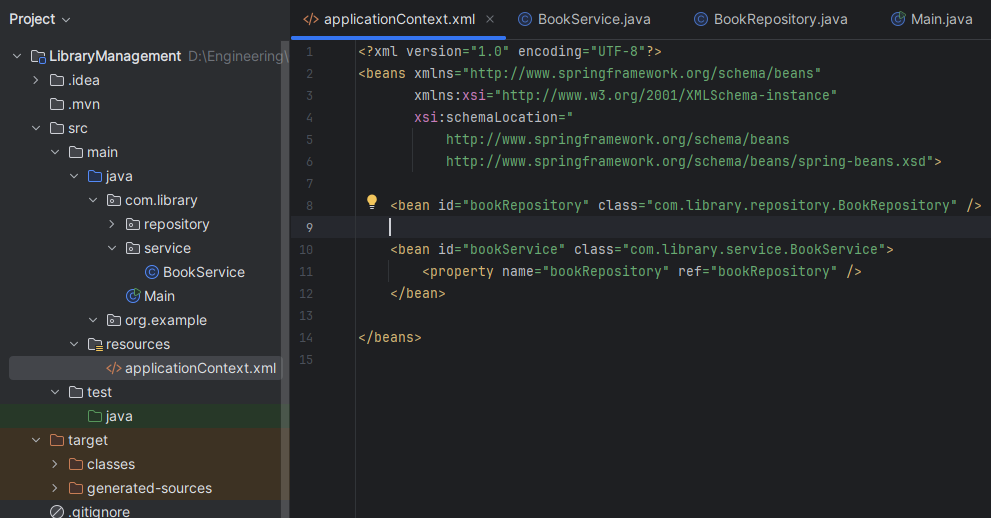 Project
LibraryManagement D:\Engineering\
.idea
.mvn
src
main
java
com.library
repository
service
BookService
Main
org.example
resources
applicationContext.xml
test
java
target
classes
generated-sources
.gitignore
applicationContext.xml
BookService.java
BookRepository.java
Main.java
1 <?xml version="1.0" encoding="UTF-8"?>
2 <beans xmlns="http://www.springframework.org/schema/beans"
3 xmlns:xsi="http://www.w3.org/2001/XMLSchema-instance"
4 xsi:schemaLocation="
5 http://www.springframework.org/schema/beans
6 http://www.springframework.org/schema/beans/spring-beans.xsd">
7
8 <bean id="bookRepository" class="com.library.repository.BookRepository" />
9
10 <bean id="bookService" class="com.library.service.BookService">
11 <property name="bookRepository" ref="bookRepository" />
12 </bean>
13
14 </beans>
15